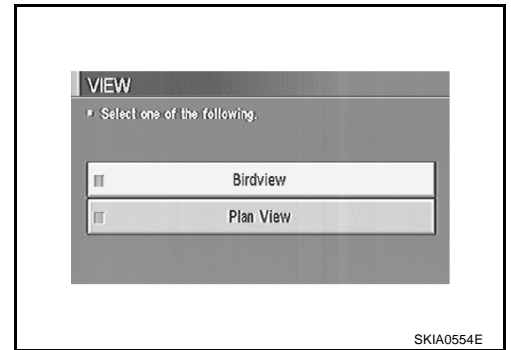 VIEW
Select one of the following.
Birdview
Plan View
SKIA0554E